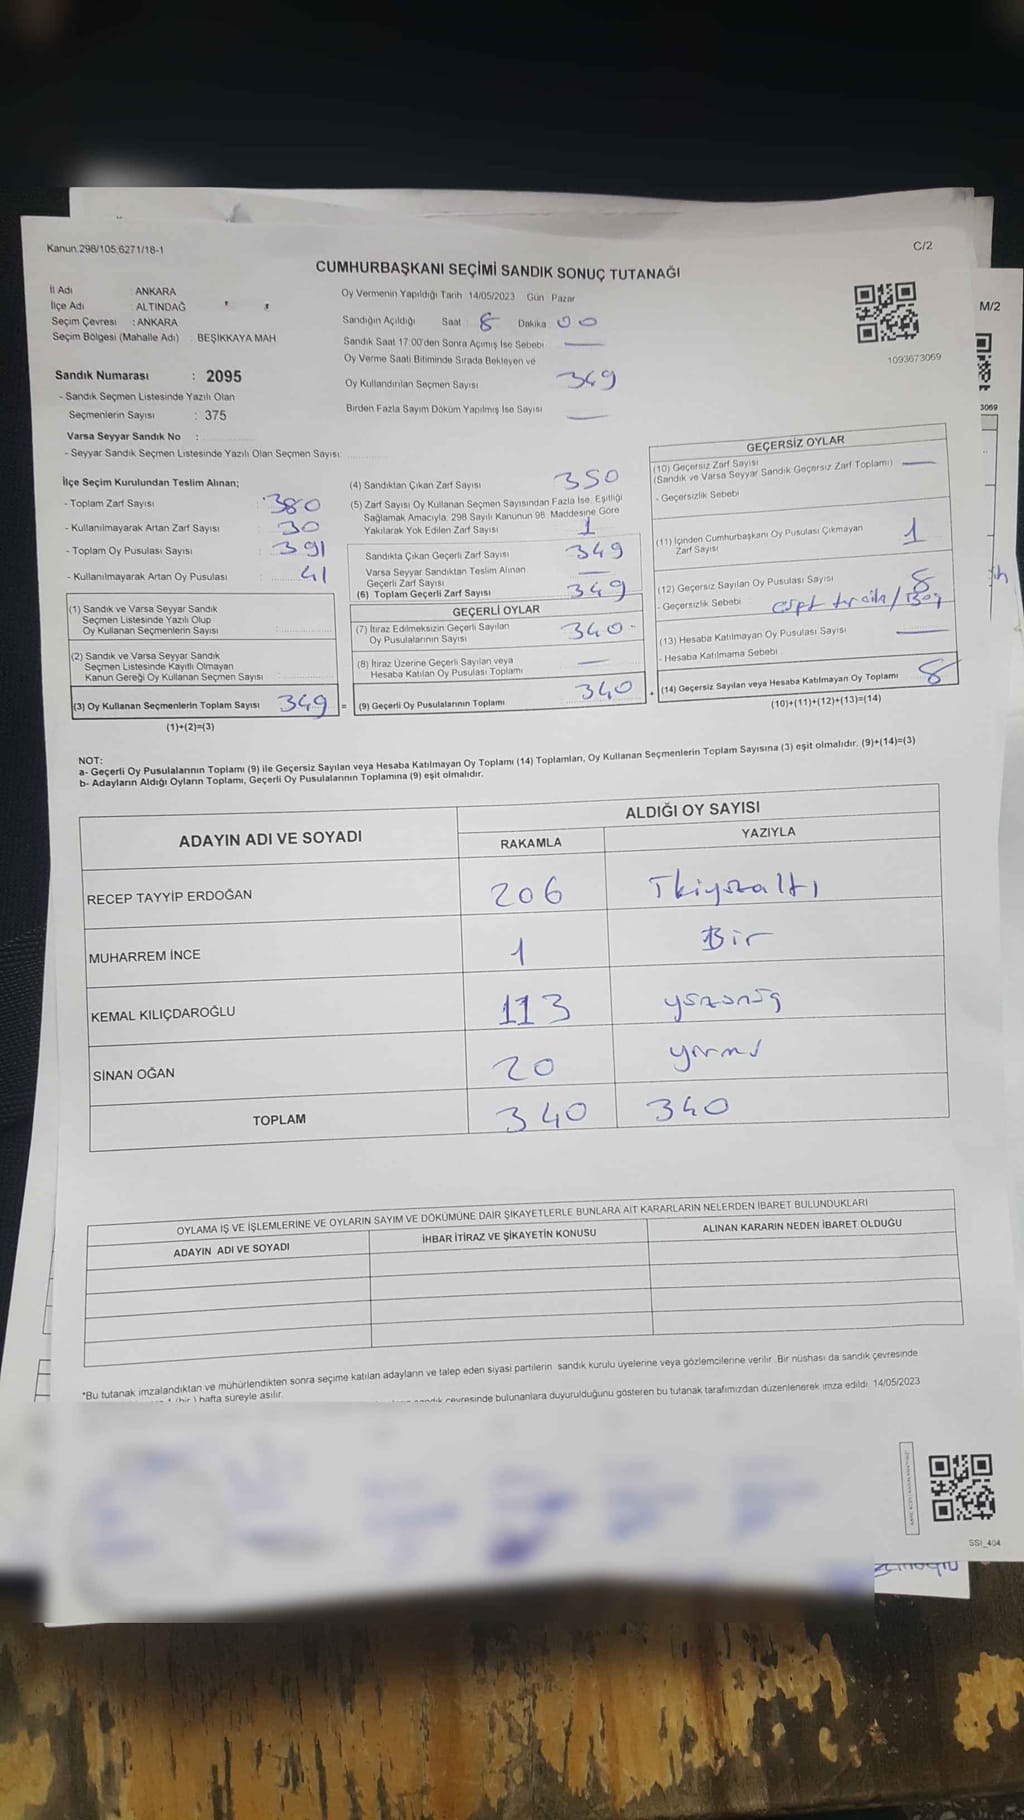 Kanun.298/105,6271/18-1
C/2
CUMHURBAŞKANI SEÇİMİ SANDIK SONUÇ TUTANAĞI
İl Adı : ANKARA
İlçe Adı : ALTINDAĞ
Seçim Çevresi : ANKARA
Seçim Bölgesi (Mahalle Adı) : BEŞİKKAYA MAH
Sandık Numarası : 2095
- Sandık Seçmen Listesinde Yazılı Olan
Seçmenlerin Sayısı : 375
Varsa Seyyar Sandık No :
- Seyyar Sandık Seçmen Listesinde Yazılı Olan Seçmen Sayısı:
Oy Vermenin Yapıldığı Tarih 14/05/2023 Gün Pazar
Sandığın Açıldığı Saat 8 Dakika 00
Sandık Saat 17:00'den Sonra Açımış İse Sebebi
Oy Verme Saati Bitiminde Sırada Bekleyen ve
Oy Kullandırılan Seçmen Sayısı 349
Birden Fazla Sayım Döküm Yapılmış İse Sayısı
1093673069
M/2
3069
İlçe Seçim Kurulundan Teslim Alınan;
- Toplam Zarf Sayısı 380
- Kullanılmayarak Artan Zarf Sayısı 30
- Toplam Oy Pusulası Sayısı 391
- Kullanılmayarak Artan Oy Pusulası 41
(1) Sandık ve Varsa Seyyar Sandık
Seçmen Listesinde Yazılı Olup
Oy Kullanan Seçmenlerin Sayısı
(2) Sandık ve Varsa Seyyar Sandık
Seçmen Listesinde Kayıtlı Olmayan
Kanun Gereği Oy Kullanan Seçmen Sayısı
(3) Oy Kullanan Seçmenlerin Toplam Sayısı 349 =
(1)+(2)=(3)
(4) Sandıktan Çıkan Zarf Sayısı 350
(5) Zarf Sayısı Oy Kullanan Seçmen Sayısından Fazla İse, Eşitliği
Sağlamak Amacıyla, 298 Sayılı Kanunun 98. Maddesine Göre
Yakılarak Yok Edilen Zarf Sayısı 1
Sandıkta Çıkan Geçerli Zarf Sayısı 349
Varsa Seyyar Sandıktan Teslim Alınan
Geçerli Zarf Sayısı
(6) Toplam Geçerli Zarf Sayısı 349
GEÇERLİ OYLAR
(7) İtiraz Edilmeksizin Geçerli Sayılan
Oy Pusulalarının Sayısı 340
(8) İtiraz Üzerine Geçerli Sayılan veya
Hesaba Katılan Oy Pusulası Toplamı
(9) Geçerli Oy Pusulalarının Toplamı 340 +
GEÇERSİZ OYLAR
(10) Geçersiz Zarf Sayısı
(Sandık ve Varsa Seyyar Sandık Geçersiz Zarf Toplamı)
- Geçersizlik Sebebi
(11) İçinden Cumhurbaşkanı Oy Pusulası Çıkmayan
Zarf Sayısı 1
(12) Geçersiz Sayılan Oy Pusulası Sayısı 8
- Geçersizlik Sebebi
(13) Hesaba Katılmayan Oy Pusulası Sayısı
- Hesaba Katılmama Sebebi
(14) Geçersiz Sayılan veya Hesaba Katılmayan Oy Toplamı 8
(10)+(11)+(12)+(13)=(14)
NOT:
a- Geçerli Oy Pusulalarının Toplamı (9) ile Geçersiz Sayılan veya Hesaba Katılmayan Oy Toplamı (14) Toplamları, Oy Kullanan Seçmenlerin Toplam Sayısına (3) eşit olmalıdır. (9)+(14)=(3)
b- Adayların Aldığı Oyların Toplamı, Geçerli Oy Pusulalarının Toplamına (9) eşit olmalıdır.
ADAYIN ADI VE SOYADI
ALDIĞI OY SAYISI
RAKAMLA YAZIYLA
RECEP TAYYİP ERDOĞAN 206 İkiyüzaltı
MUHARREM İNCE 1 Bir
KEMAL KILIÇDAROĞLU 113 yüzonüç
SİNAN OĞAN 20 yirmi
TOPLAM 340 340
OYLAMA İŞ VE İŞLEMLERİNE VE OYLARIN SAYIM VE DÖKÜMÜNE DAİR ŞİKAYETLERLE BUNLARA AİT KARARLARIN NELERDEN İBARET BULUNDUKLARI
ADAYIN ADI VE SOYADI İHBAR İTİRAZ VE ŞİKAYETİN KONUSU ALINAN KARARIN NEDEN İBARET OLDUĞU
*Bu tutanak imzalandıktan ve mühürlendikten sonra seçime katılan adayların ve talep eden siyasi partilerin sandık kurulu üyelerine veya gözlemcilerine verilir. Bir nüshası da sandık çevresinde
hafta süreyle asılır.
çevresinde bulunanlara duyurulduğunu gösteren bu tutanak tarafımızdan düzenlenerek imza edildi. 14/05/2023
SSI_404